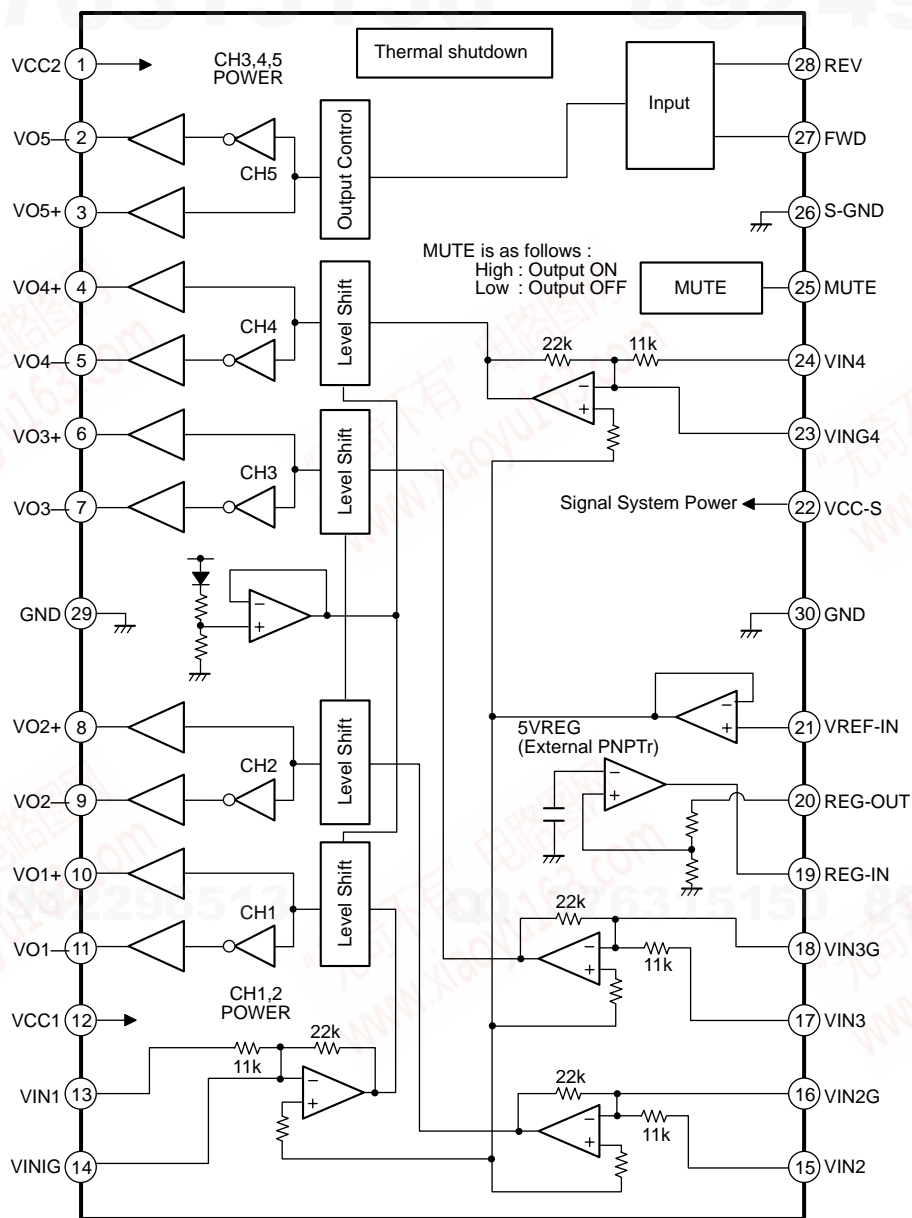 Thermal shutdown
CH3,4,5
POWER
VCC2 1
28 REV
Input
VO5— 2
27 FWD
CH5
Output Control
VO5+ 3
26 S-GND
MUTE is as follows :
High : Output ON
Low : Output OFF
MUTE
25 MUTE
VO4+ 4
Level Shift
CH4
22k
11k
24 VIN4
VO4— 5
−
+
23 VING4
VO3+ 6
Level Shift
CH3
VO3— 7
Signal System Power
22 VCC-S
GND 29
−
+
30 GND
VO2+ 8
Level Shift
CH2
−
+
21 VREF-IN
5VREG
(External PNPTr)
VO2— 9
−
+
20 REG-OUT
VO1+ 10
Level Shift
CH1
19 REG-IN
VO1— 11
22k
−
+
11k
18 VIN3G
CH1,2
POWER
VCC1 12
17 VIN3
22k
11k
VIN1 13
−
+
22k
−
+
11k
16 VIN2G
VINIG 14
15 VIN2
www.xiaoyu163.com